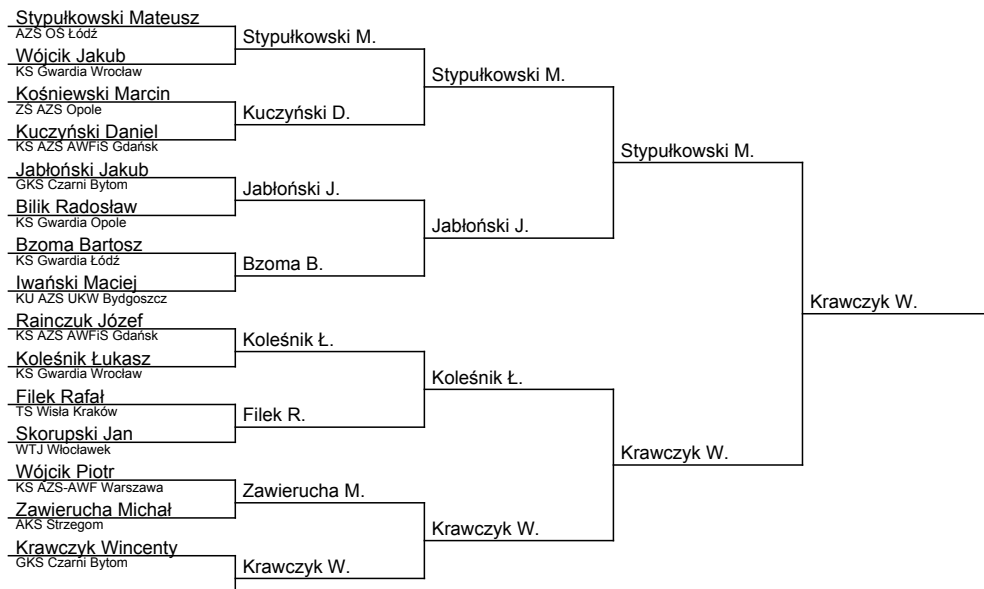 Stypułkowski Mateusz
AZS OŚ Łódź
Stypułkowski M.
Wójcik Jakub
KS Gwardia Wrocław
Stypułkowski M.
Kośniewski Marcin
ZŚ AZS Opole
Kuczyński D.
Kuczyński Daniel
KS AZS AWFiS Gdańsk
Stypułkowski M.
Jabłoński Jakub
GKS Czarni Bytom
Jabłoński J.
Bilik Radosław
KS Gwardia Opole
Jabłoński J.
Bzoma Bartosz
KS Gwardia Łódź
Bzoma B.
Iwański Maciej
KU AZS UKW Bydgoszcz
Krawczyk W.
Rainczuk Józef
KS AZS AWFiS Gdańsk
Koleśnik Ł.
Koleśnik Łukasz
KS Gwardia Wrocław
Koleśnik Ł.
Filek Rafał
TS Wisła Kraków
Filek R.
Skorupski Jan
WTJ Włocławek
Krawczyk W.
Wójcik Piotr
KS AZS-AWF Warszawa
Zawierucha M.
Zawierucha Michał
AKS Strzegom
Krawczyk W.
Krawczyk Wincenty
GKS Czarni Bytom
Krawczyk W.